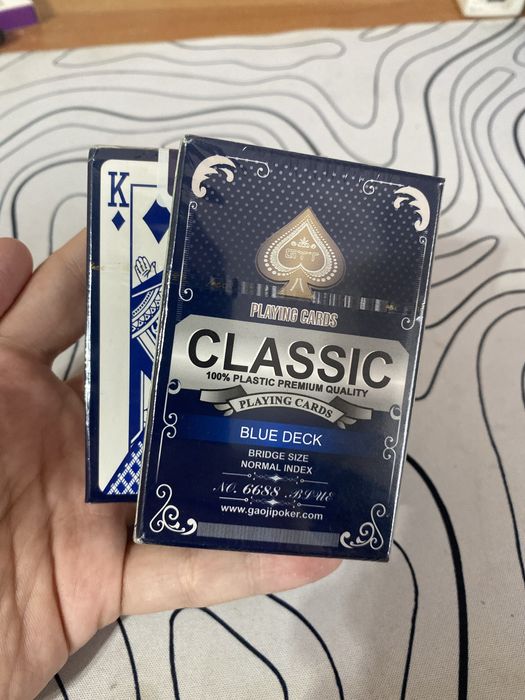 K
GYT
PLAYING CARDS
CLASSIC
100% PLASTIC PREMIUM QUALITY
PLAYING CARDS
BLUE DECK
BRIDGE SIZE
NORMAL INDEX
NO. 6688 BLUE
www.gaojipoker.com